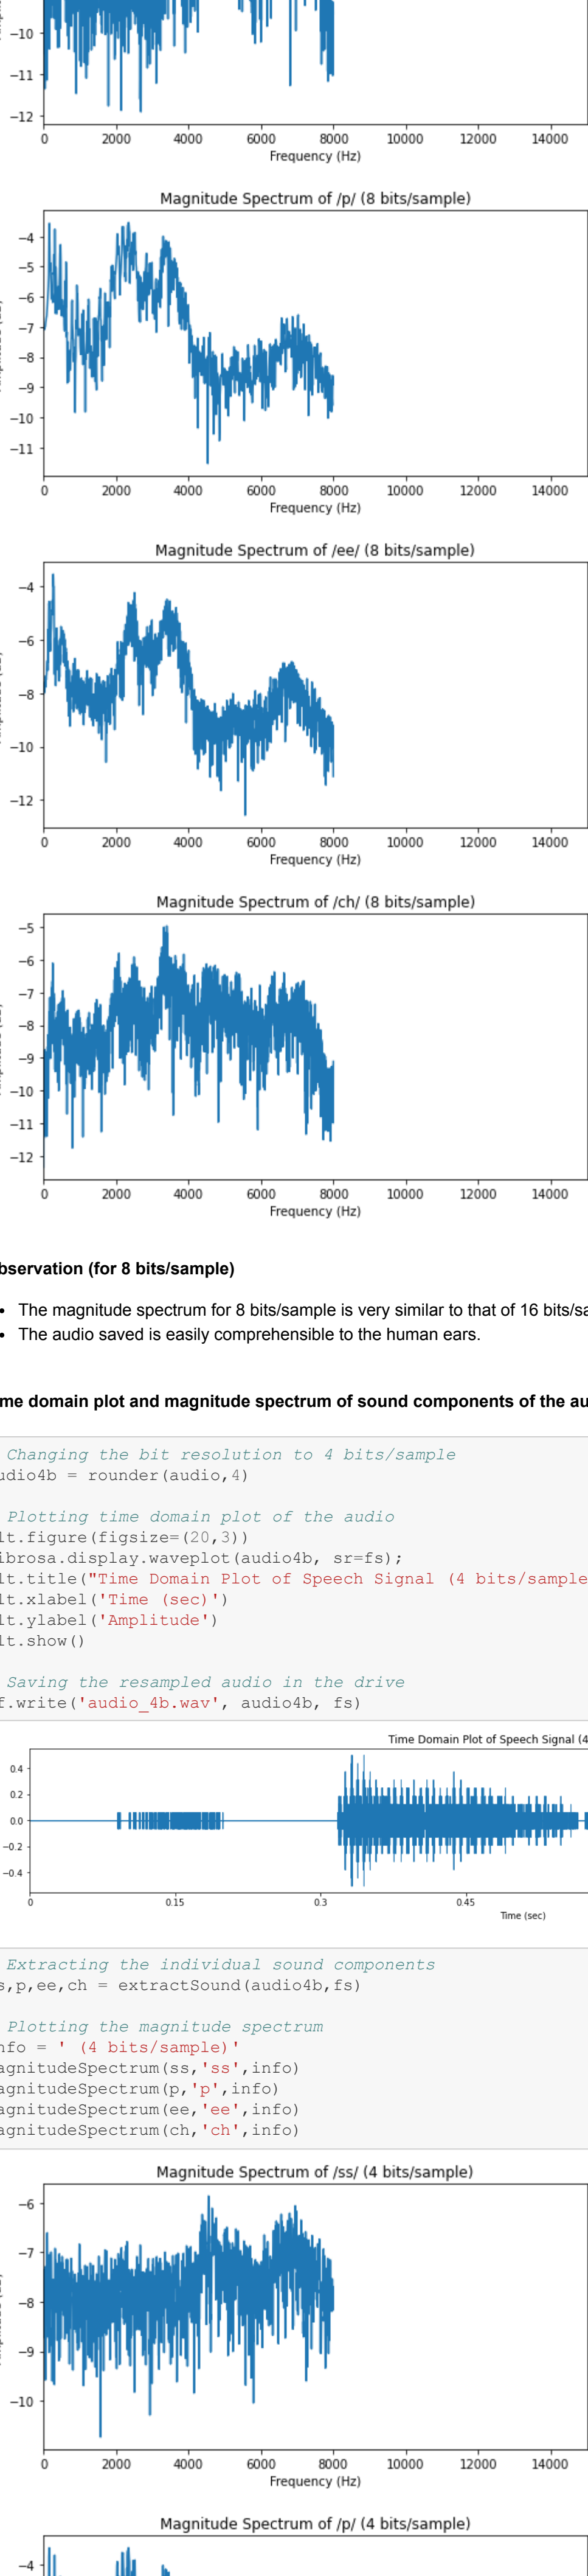 −10
−11
−12
0 2000 4000 6000 8000 10000 12000 14000
Frequency (Hz)
Magnitude Spectrum of /p/ (8 bits/sample)
−4
−5
−6
−7
−8
−9
−10
−11
0 2000 4000 6000 8000 10000 12000 14000
Frequency (Hz)
Magnitude Spectrum of /ee/ (8 bits/sample)
−4
−6
−8
−10
−12
0 2000 4000 6000 8000 10000 12000 14000
Frequency (Hz)
Magnitude Spectrum of /ch/ (8 bits/sample)
−5
−6
−7
−8
−9
−10
−11
−12
0 2000 4000 6000 8000 10000 12000 14000
Frequency (Hz)
bservation (for 8 bits/sample)
• The magnitude spectrum for 8 bits/sample is very similar to that of 16 bits/sa
• The audio saved is easily comprehensible to the human ears.
me domain plot and magnitude spectrum of sound components of the au
Changing the bit resolution to 4 bits/sample
udio4b = rounder(audio,4)
Plotting time domain plot of the audio
lt.figure(figsize=(20,3))
ibrosa.display.waveplot(audio4b, sr=fs);
lt.title("Time Domain Plot of Speech Signal (4 bits/sample
lt.xlabel('Time (sec)')
lt.ylabel('Amplitude')
lt.show()
Saving the resampled audio in the drive
f.write('audio_4b.wav', audio4b, fs)
Time Domain Plot of Speech Signal (4
0.4
0.2
0.0
−0.2
−0.4
0 0.15 0.3 0.45
Time (sec)
Extracting the individual sound components
s,p,ee,ch = extractSound(audio4b,fs)
Plotting the magnitude spectrum
nfo = ' (4 bits/sample)'
agnitudeSpectrum(ss,'ss',info)
agnitudeSpectrum(p,'p',info)
agnitudeSpectrum(ee,'ee',info)
agnitudeSpectrum(ch,'ch',info)
Magnitude Spectrum of /ss/ (4 bits/sample)
−6
−7
−8
−9
−10
0 2000 4000 6000 8000 10000 12000 14000
Frequency (Hz)
Magnitude Spectrum of /p/ (4 bits/sample)
−4